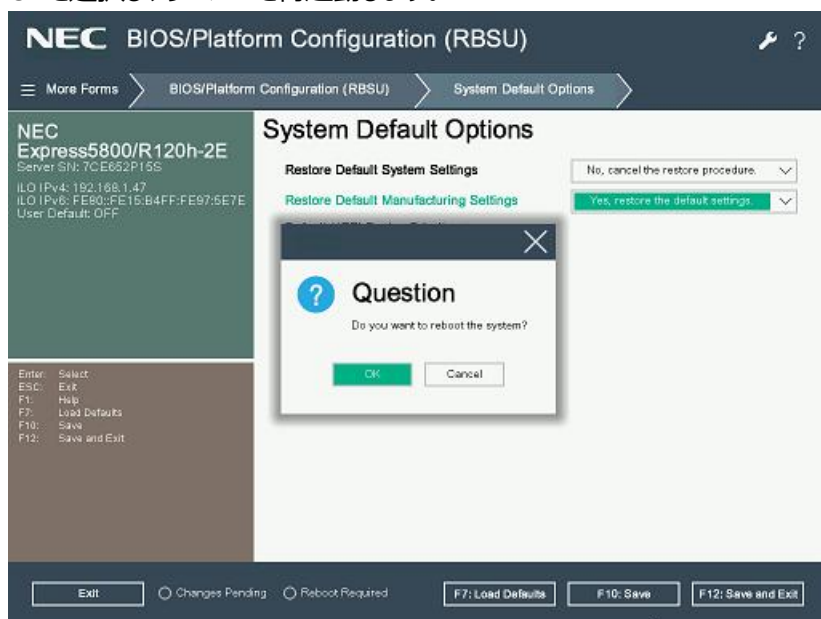 NEC BIOS/Platform Configuration (RBSU)
?
More Forms
BIOS/Platform Configuration (RBSU)
System Default Options
NEC
Express5800/R120h-2E
Server SN: 7CE652P15S
iLO IPv4: 192.168.1.47
iLO IPv6: FE80::FE15:B4FF:FE97:5E7E
User Default: OFF
System Default Options
Restore Default System Settings
No, cancel the restore procedure.
Restore Default Manufacturing Settings
Yes, restore the default settings.
Question
Do you want to reboot the system?
OK
Cancel
Enter: Select
ESC: Exit
F1: Help
F7: Load Defaults
F10: Save
F12: Save and Exit
Exit
Changes Pending
Reboot Required
F7: Load Defaults
F10: Save
F12: Save and Exit